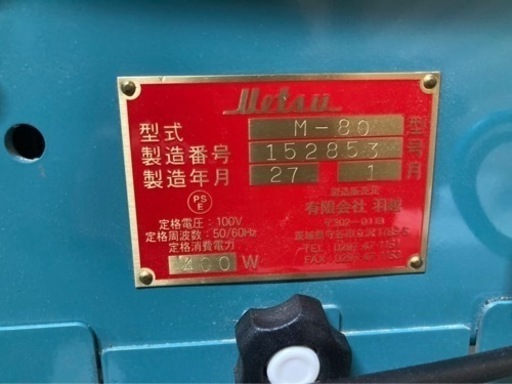 Uetsu
型式 M-80 型
製造番号 152853 号
製造年月 27 1 月
PS
E
定格電圧：100V
定格周波数：50/60Hz
定格消費電力
400 W
有限会社 羽越